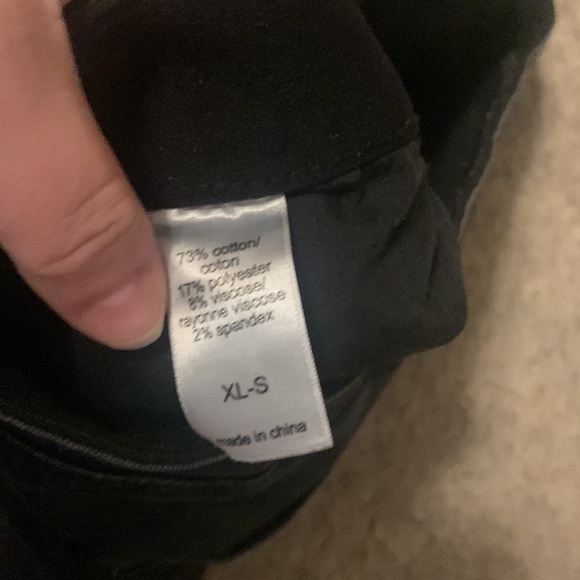 73% cotton/
coton
17% polyester
8% viscose/
rayonne viscose
2% spandex
XL-S
made in china